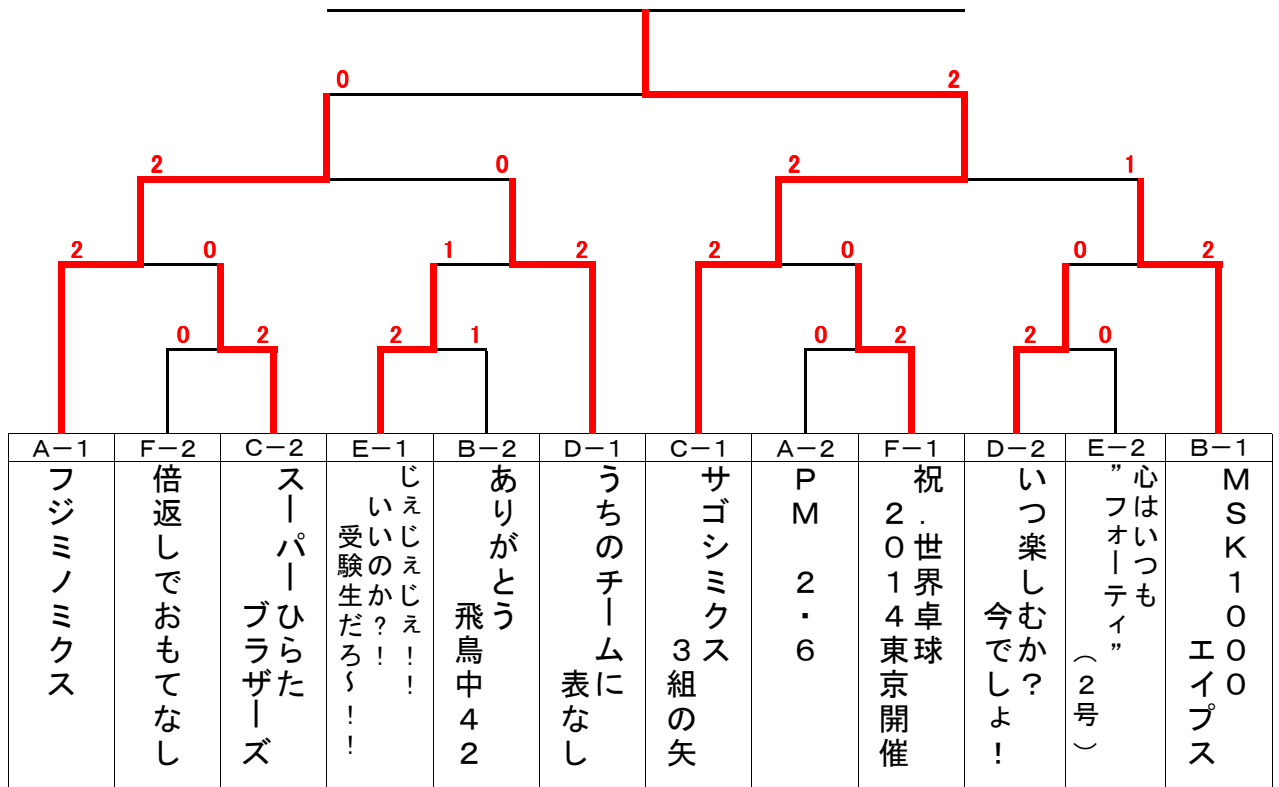 0 2
2 0 2 1
2 0 1 2 2 0 0 2
0 2 2 1 0 2 2 0
A－1 F－2 C－2 E－1 B－2 D－1 C－1 A－2 F－1 D－2 E－2 B－1
フジミノミクス
倍返しでおもてなし
スーパーひらた
ブラザーズ
じぇじぇじぇ！！
いいのか？！
受験生だろ～！！
ありがとう
飛鳥中42
うちのチームに
表なし
サゴシミクス
3組の矢
PM 2・6
祝．世界卓球
2014東京開催
いつ楽しむか？
今でしょ！
心はいつも
”フォーティ”
（2号）
MSK1000
エイプス